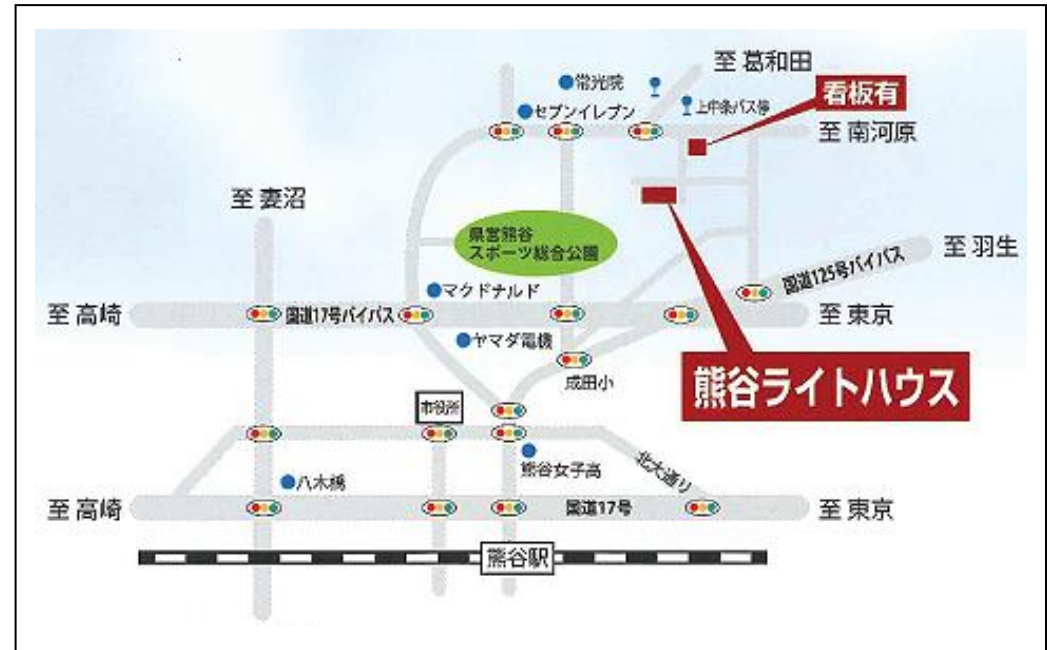 至 葛和田
常光院
看板有
セブンイレブン
上中条バス停
至 南河原
至 妻沼
県営熊谷
スポーツ総合公園
至 羽生
国道125号バイパス
マクドナルド
至 高崎
国道17号バイパス
至 東京
ヤマダ電機
成田小
熊谷ライトハウス
市役所
熊谷女子高
北大通り
八木橋
至 高崎
国道17号
至 東京
熊谷駅